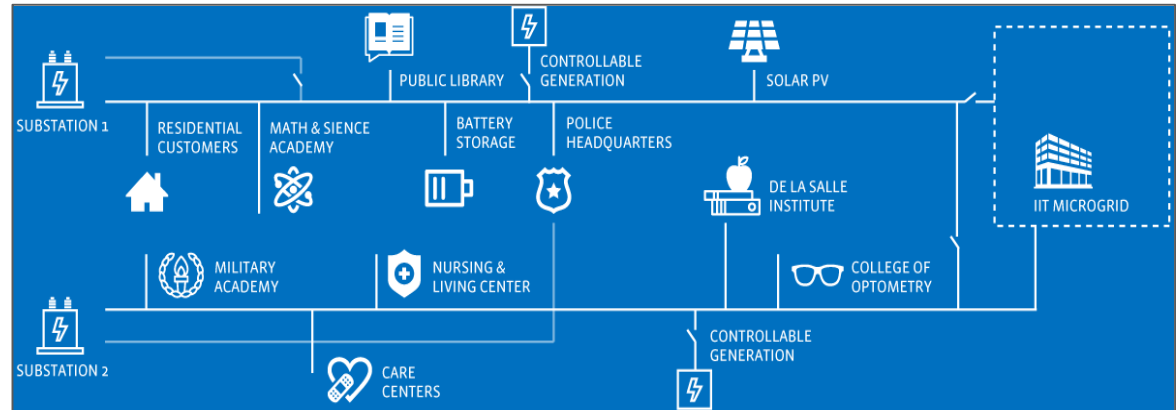 PUBLIC LIBRARY
CONTROLLABLE
GENERATION
SOLAR PV
SUBSTATION 1
RESIDENTIAL
CUSTOMERS
MATH & SIENCE
ACADEMY
BATTERY
STORAGE
POLICE
HEADQUARTERS
DE LA SALLE
INSTITUTE
IIT MICROGRID
MILITARY
ACADEMY
NURSING &
LIVING CENTER
COLLEGE OF
OPTOMETRY
SUBSTATION 2
CARE
CENTERS
CONTROLLABLE
GENERATION